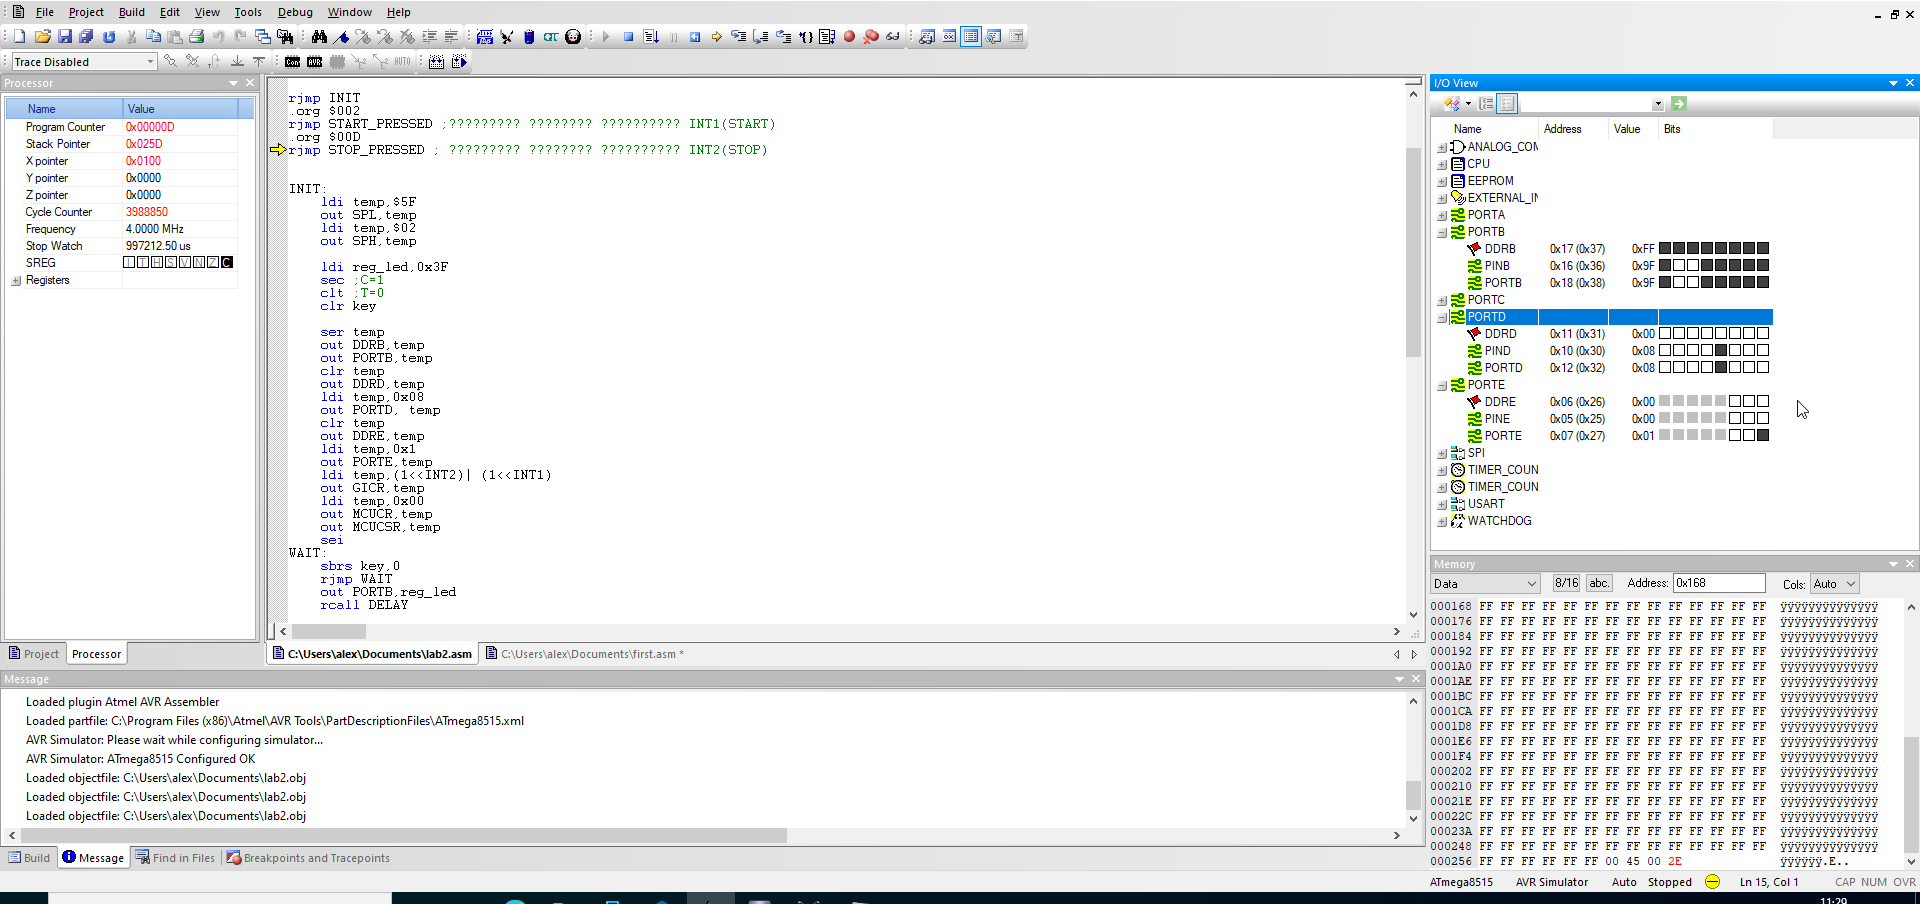 File Project Build Edit View Tools Debug Window Help
Trace Disabled
Con AVR AUTO
Processor
Name Value
Program Counter 0x00000D
Stack Pointer 0x025D
X pointer 0x0100
Y pointer 0x0000
Z pointer 0x0000
Cycle Counter 3988850
Frequency 4.0000 MHz
Stop Watch 997212.50 us
SREG I T H S V N Z C
Registers
Project Processor
rjmp INIT
.org $002
rjmp START_PRESSED ;????????? ???????? ?????????? INT1(START)
.org $00D
rjmp STOP_PRESSED ; ????????? ???????? ?????????? INT2(STOP)
INIT:
ldi temp,$5F
out SPL,temp
ldi temp,$02
out SPH,temp
ldi reg_led,0x3F
sec ;C=1
clt ;T=0
clr key
ser temp
out DDRB,temp
out PORTB,temp
clr temp
out DDRD,temp
ldi temp,0x08
out PORTD, temp
clr temp
out DDRE,temp
ldi temp,0x1
out PORTE,temp
ldi temp,(1<<INT2)| (1<<INT1)
out GICR,temp
ldi temp,0x00
out MCUCR,temp
out MCUCSR,temp
sei
WAIT:
sbrs key,0
rjmp WAIT
out PORTB,reg_led
rcall DELAY
C:\Users\alex\Documents\lab2.asm C:\Users\alex\Documents\first.asm *
I/O View
Name Address Value Bits
ANALOG_COM
CPU
EEPROM
EXTERNAL_IN
PORTA
PORTB
DDRB 0x17 (0x37) 0xFF
PINB 0x16 (0x36) 0x9F
PORTB 0x18 (0x38) 0x9F
PORTC
PORTD
DDRD 0x11 (0x31) 0x00
PIND 0x10 (0x30) 0x08
PORTD 0x12 (0x32) 0x08
PORTE
DDRE 0x06 (0x26) 0x00
PINE 0x05 (0x25) 0x00
PORTE 0x07 (0x27) 0x01
SPI
TIMER_COUN
TIMER_COUN
USART
WATCHDOG
Memory
Data 8/16 abc. Address: 0x168 Cols: Auto
000168 FF FF FF FF FF FF FF FF FF FF FF FF FF FF ÿÿÿÿÿÿÿÿÿÿÿÿÿÿ
000176 FF FF FF FF FF FF FF FF FF FF FF FF FF FF ÿÿÿÿÿÿÿÿÿÿÿÿÿÿ
000184 FF FF FF FF FF FF FF FF FF FF FF FF FF FF ÿÿÿÿÿÿÿÿÿÿÿÿÿÿ
000192 FF FF FF FF FF FF FF FF FF FF FF FF FF FF ÿÿÿÿÿÿÿÿÿÿÿÿÿÿ
0001A0 FF FF FF FF FF FF FF FF FF FF FF FF FF FF ÿÿÿÿÿÿÿÿÿÿÿÿÿÿ
0001AE FF FF FF FF FF FF FF FF FF FF FF FF FF FF ÿÿÿÿÿÿÿÿÿÿÿÿÿÿ
0001BC FF FF FF FF FF FF FF FF FF FF FF FF FF FF ÿÿÿÿÿÿÿÿÿÿÿÿÿÿ
0001CA FF FF FF FF FF FF FF FF FF FF FF FF FF FF ÿÿÿÿÿÿÿÿÿÿÿÿÿÿ
0001D8 FF FF FF FF FF FF FF FF FF FF FF FF FF FF ÿÿÿÿÿÿÿÿÿÿÿÿÿÿ
0001E6 FF FF FF FF FF FF FF FF FF FF FF FF FF FF ÿÿÿÿÿÿÿÿÿÿÿÿÿÿ
0001F4 FF FF FF FF FF FF FF FF FF FF FF FF FF FF ÿÿÿÿÿÿÿÿÿÿÿÿÿÿ
000202 FF FF FF FF FF FF FF FF FF FF FF FF FF FF ÿÿÿÿÿÿÿÿÿÿÿÿÿÿ
000210 FF FF FF FF FF FF FF FF FF FF FF FF FF FF ÿÿÿÿÿÿÿÿÿÿÿÿÿÿ
00021E FF FF FF FF FF FF FF FF FF FF FF FF FF FF ÿÿÿÿÿÿÿÿÿÿÿÿÿÿ
00022C FF FF FF FF FF FF FF FF FF FF FF FF FF FF ÿÿÿÿÿÿÿÿÿÿÿÿÿÿ
00023A FF FF FF FF FF FF FF FF FF FF FF FF FF FF ÿÿÿÿÿÿÿÿÿÿÿÿÿÿ
000248 FF FF FF FF FF FF FF FF FF FF FF FF FF FF ÿÿÿÿÿÿÿÿÿÿÿÿÿÿ
000256 FF FF FF FF FF FF 00 45 00 2E ÿÿÿÿÿÿ.E..
Message
Loaded plugin Atmel AVR Assembler
Loaded partfile: C:\Program Files (x86)\Atmel\AVR Tools\PartDescriptionFiles\ATmega8515.xml
AVR Simulator: Please wait while configuring simulator...
AVR Simulator: ATmega8515 Configured OK
Loaded objectfile: C:\Users\alex\Documents\lab2.obj
Loaded objectfile: C:\Users\alex\Documents\lab2.obj
Loaded objectfile: C:\Users\alex\Documents\lab2.obj
Build Message Find in Files Breakpoints and Tracepoints
ATmega8515 AVR Simulator Auto Stopped Ln 15, Col 1 CAP NUM OVR
11:29